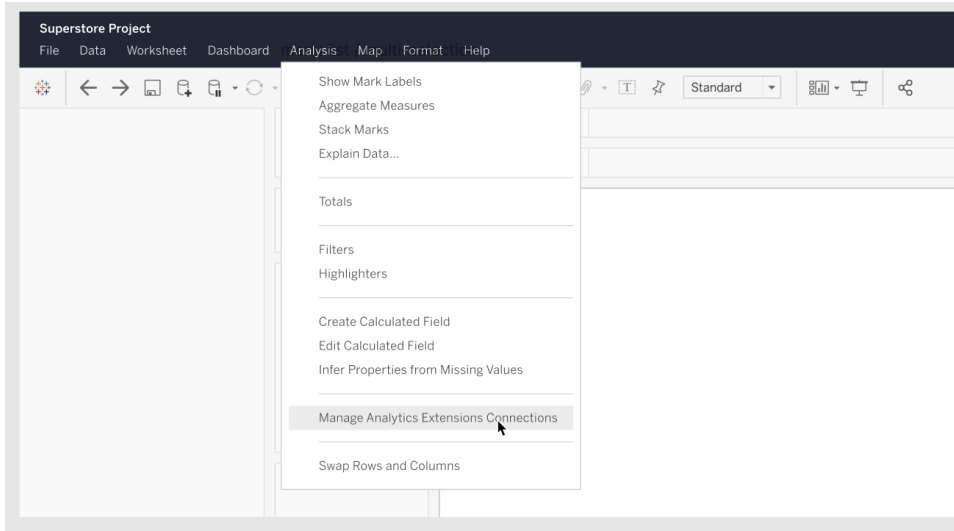 Superstore Project
File Data Worksheet Dashboard Analysis Map Format Help
T Standard
Show Mark Labels
Aggregate Measures
Stack Marks
Explain Data...
Totals
Filters
Highlighters
Create Calculated Field
Edit Calculated Field
Infer Properties from Missing Values
Manage Analytics Extensions Connections
Swap Rows and Columns